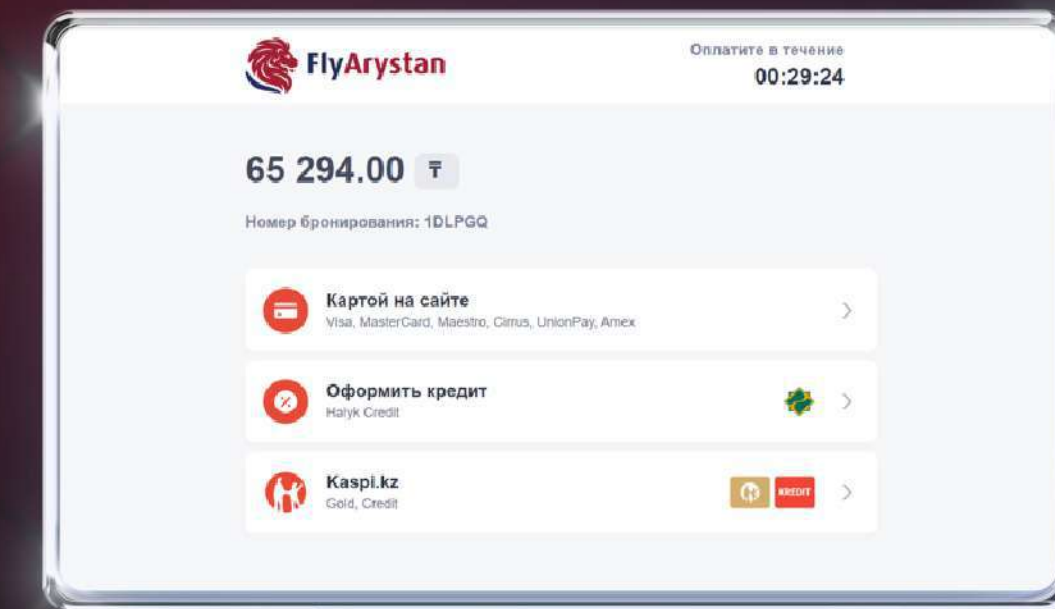 FlyArystan
Оплатите в течение
00:29:24
65 294.00 ₸
Номер бронирования: 1DLPGQ
Картой на сайте
Visa, MasterCard, Maestro, Cirrus, UnionPay, Amex
Оформить кредит
Halyk Credit
Kaspi.kz
Gold, Credit
KREDIT